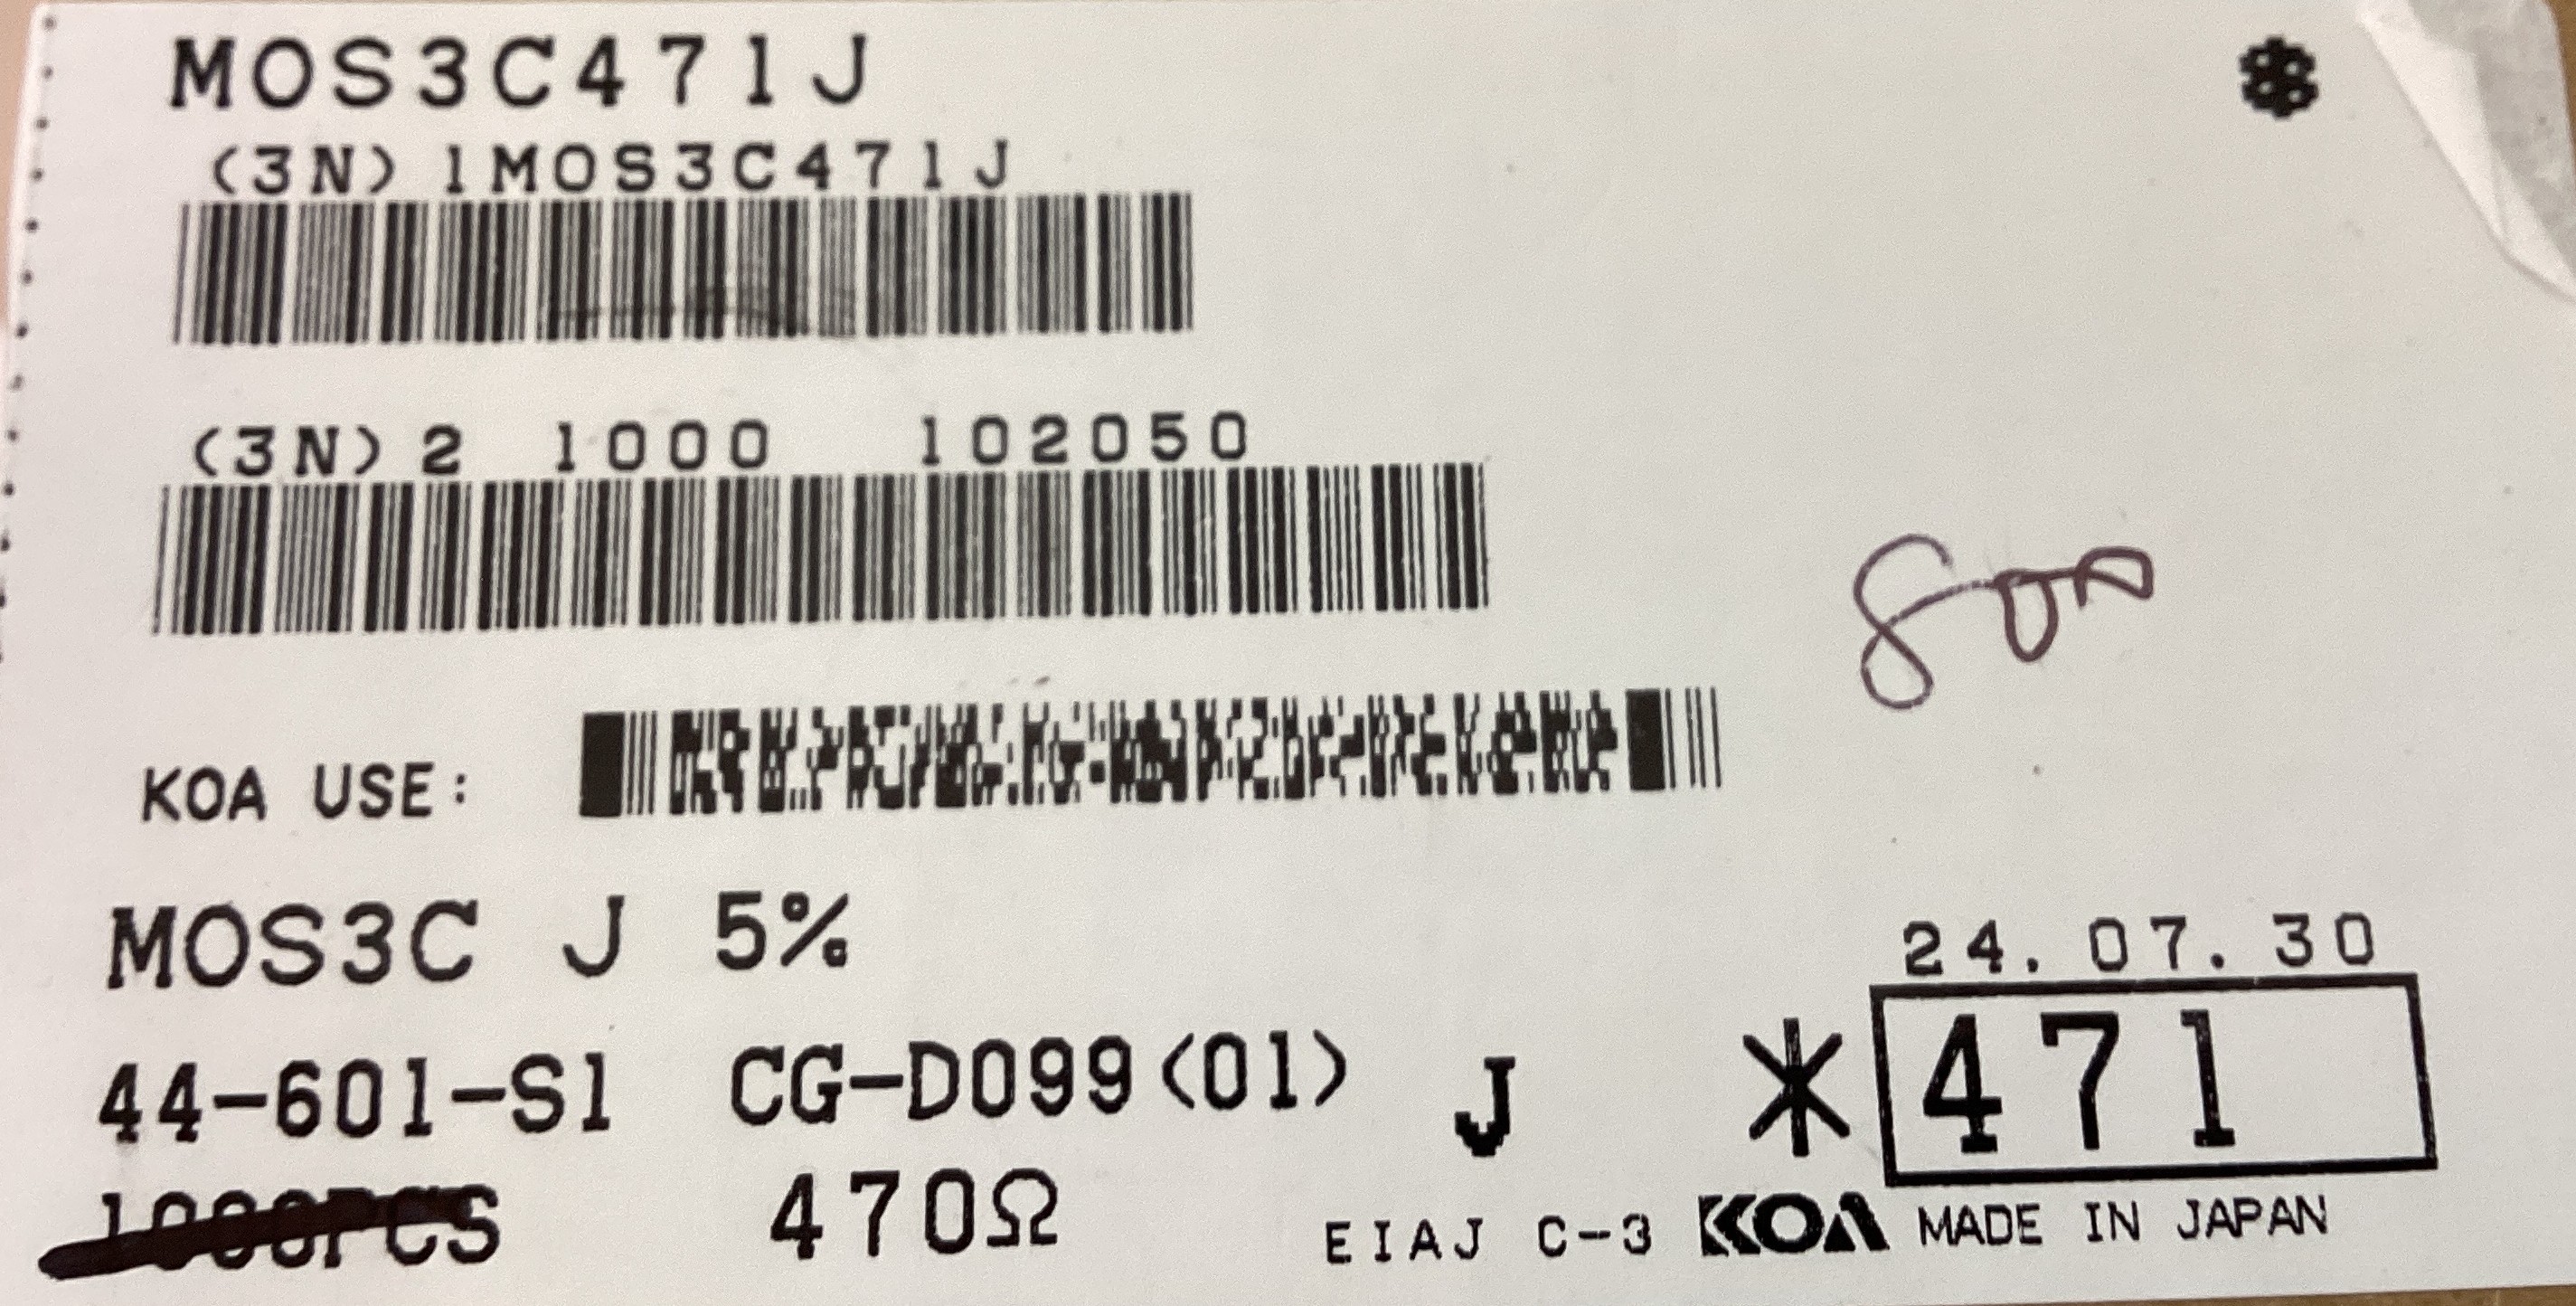 MOS3C471J
(3N)1MOS3C471J
(3N)2 1000 102050
800
KOA USE:
MOS3C J 5%
24.07.30
44-601-S1 CG-D099(01) J *471
1000PCS 470Ω EIAJ C-3 KOA MADE IN JAPAN